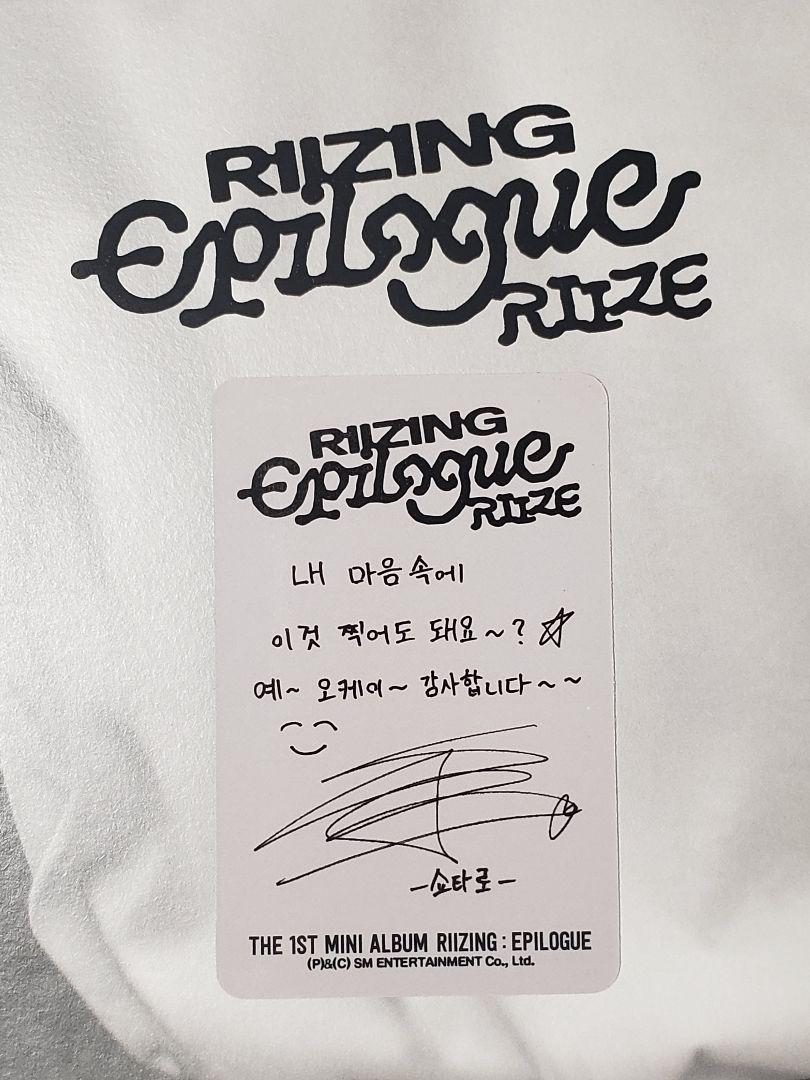 RIIZING
Epilogue
RIIZE
RIIZING
Epilogue
RIIZE
내 마음속에
이것 찍어도 돼요~? ☆
예~ 오케이~ 감사합니다~~
-쇼타로-
THE 1ST MINI ALBUM RIIZING : EPILOGUE
(P)&(C) SM ENTERTAINMENT Co., Ltd.